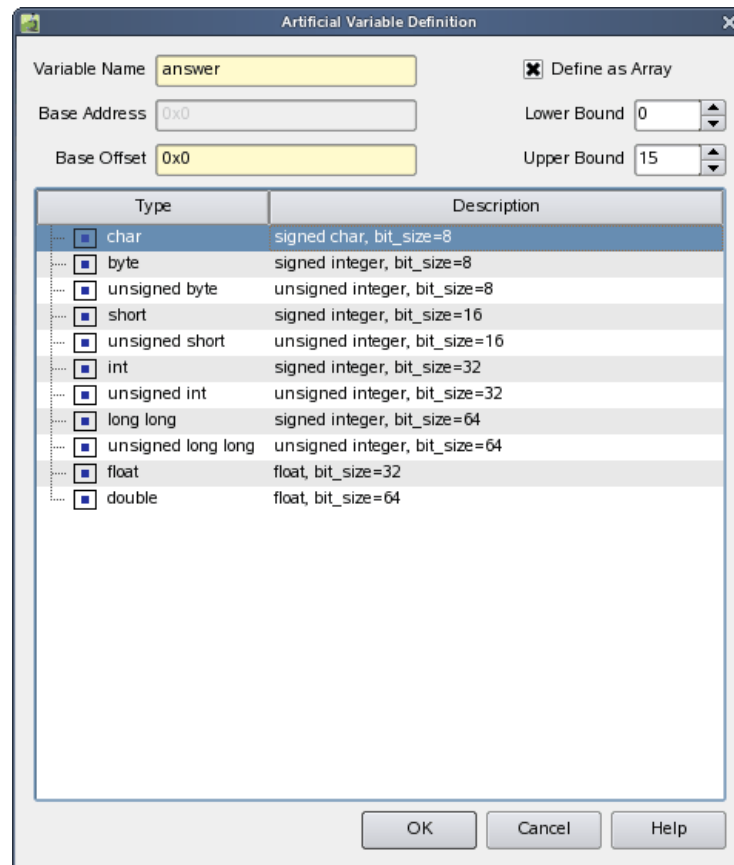 Artificial Variable Definition
Variable Name answer Define as Array
Base Address 0x0 Lower Bound 0
Base Offset 0x0 Upper Bound 15
Type Description
char signed char, bit_size=8
byte signed integer, bit_size=8
unsigned byte unsigned integer, bit_size=8
short signed integer, bit_size=16
unsigned short unsigned integer, bit_size=16
int signed integer, bit_size=32
unsigned int unsigned integer, bit_size=32
long long signed integer, bit_size=64
unsigned long long unsigned integer, bit_size=64
float float, bit_size=32
double float, bit_size=64
OK Cancel Help